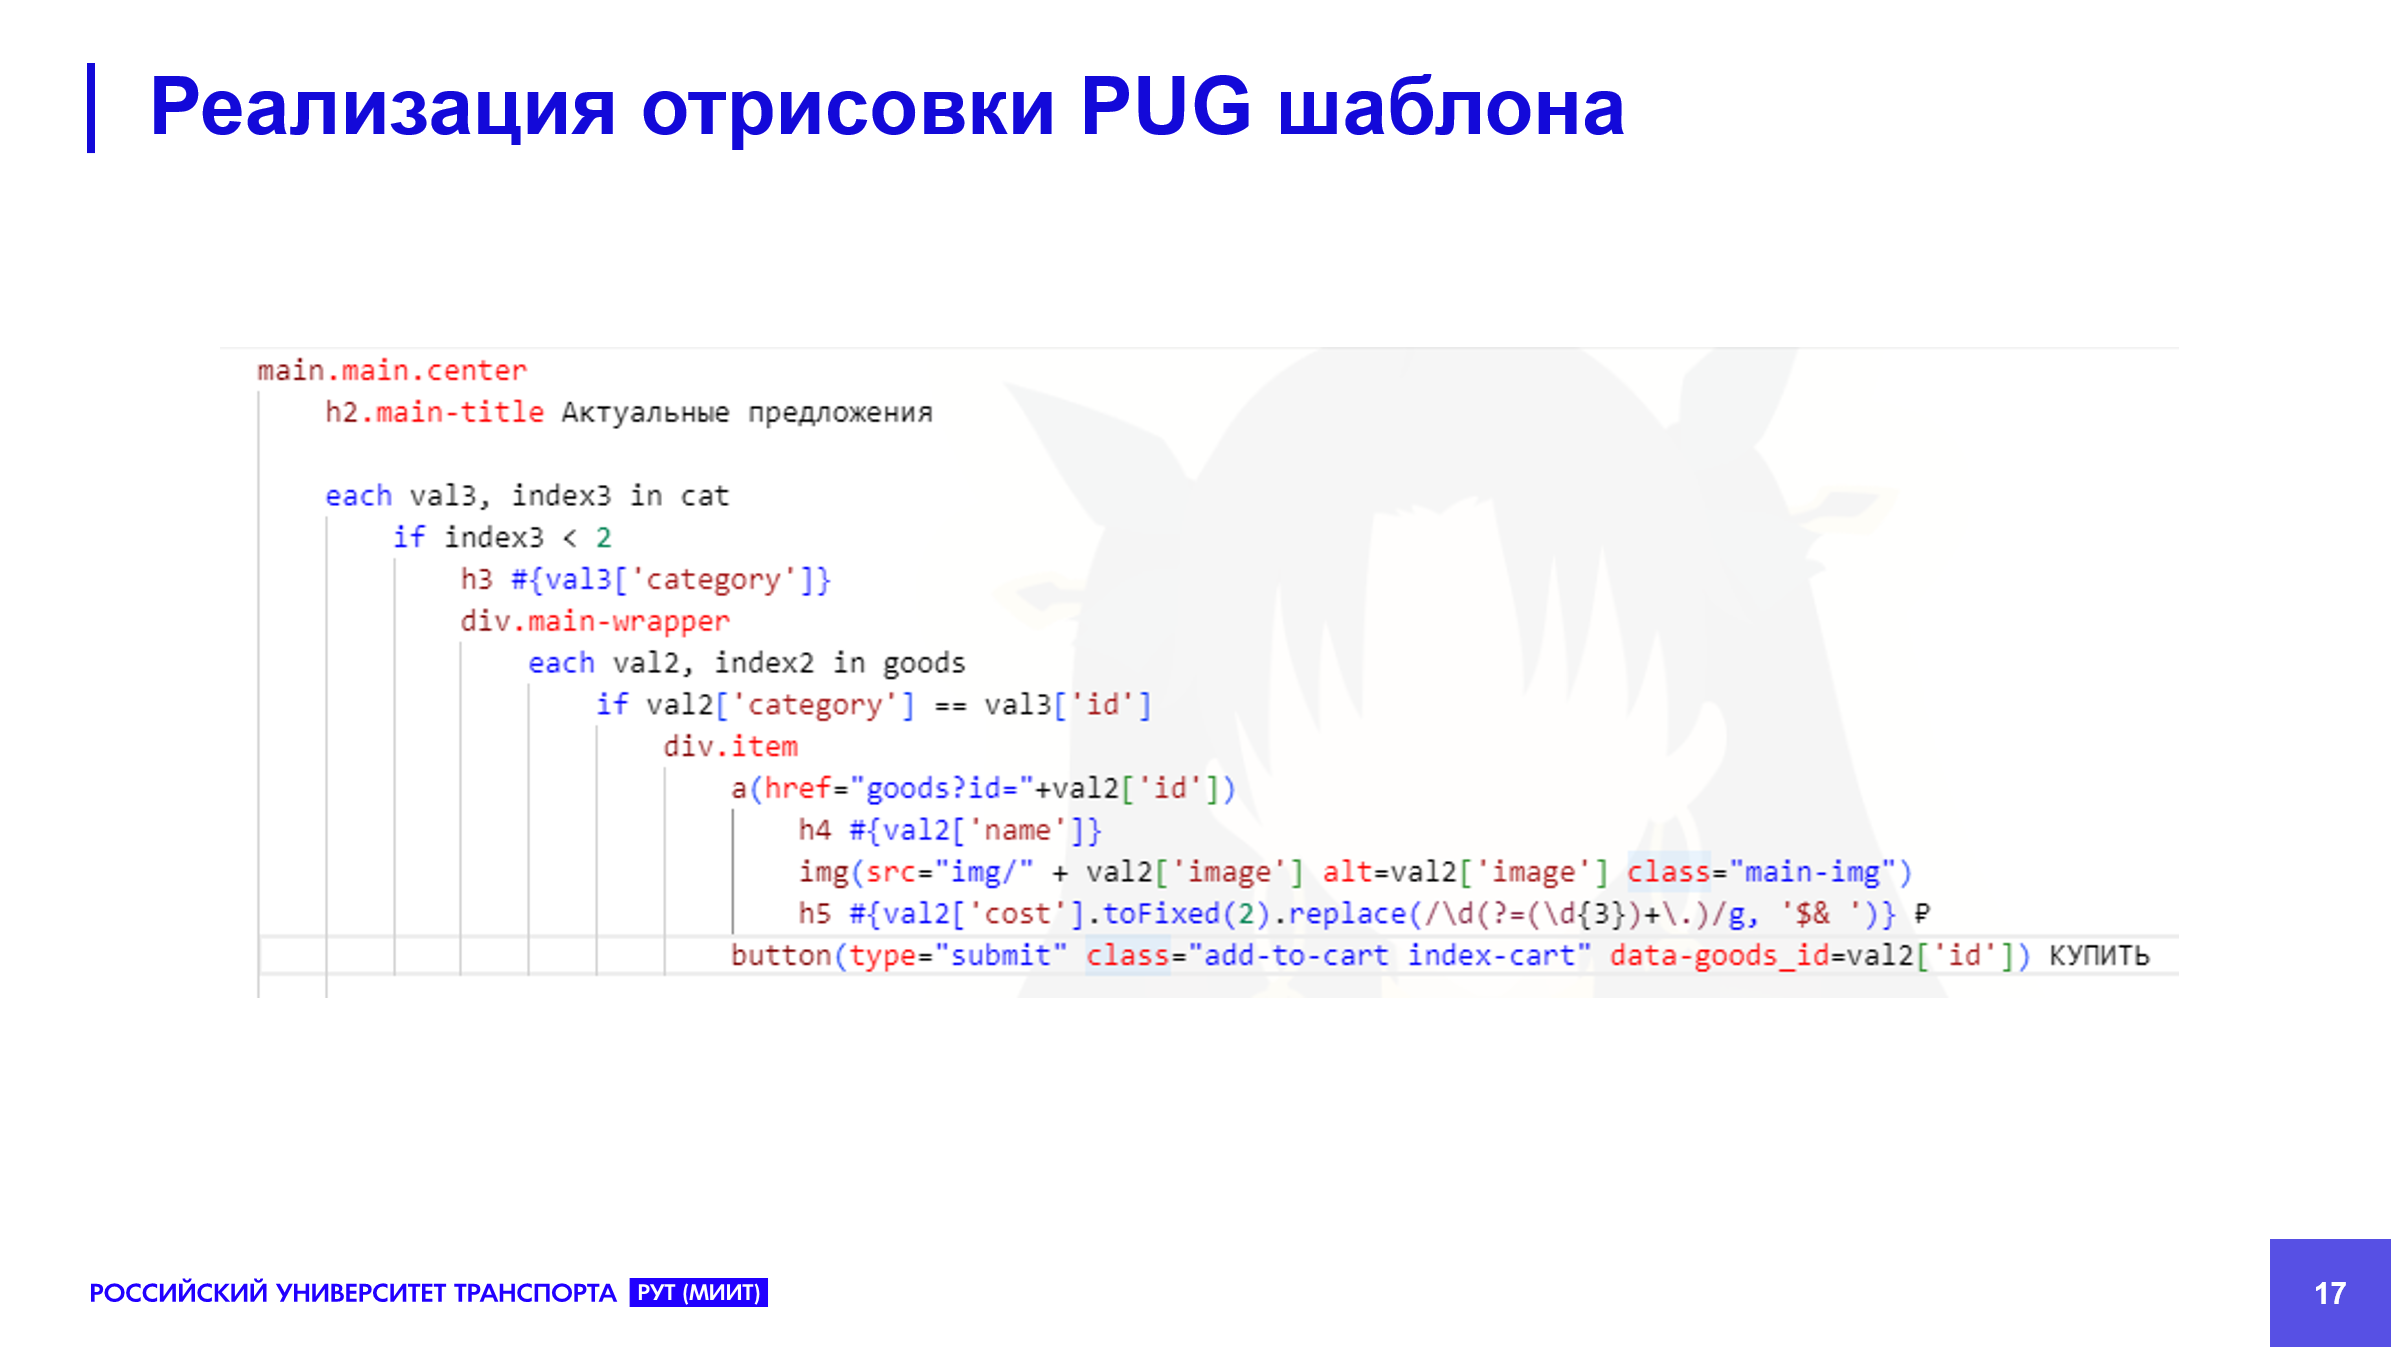 Реализация отрисовки PUG шаблона
main.main.center
h2.main-title Актуальные предложения
each val3, index3 in cat
if index3 < 2
h3 #{val3['category']}
div.main-wrapper
each val2, index2 in goods
if val2['category'] == val3['id']
div.item
a(href="goods?id="+val2['id'])
h4 #{val2['name']}
img(src="img/" + val2['image'] alt=val2['image'] class="main-img")
h5 #{val2['cost'].toFixed(2).replace(/\d(?=(\d{3})+\.)/g, '$& ')} ₽
button(type="submit" class="add-to-cart index-cart" data-goods_id=val2['id']) КУПИТЬ
РОССИЙСКИЙ УНИВЕРСИТЕТ ТРАНСПОРТА РУТ (МИИТ)
17